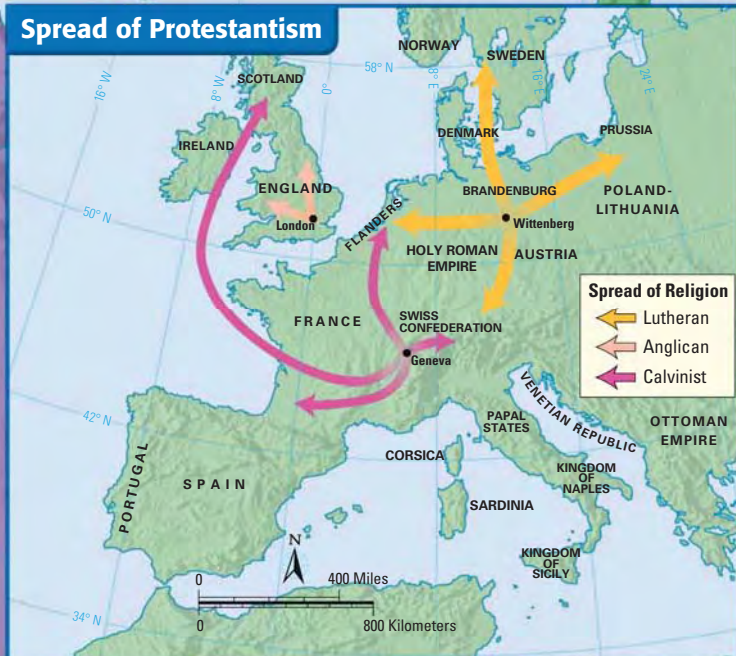 Spread of Protestantism
NORWAY
SWEDEN
58° N
16° W
8° W
0°
8° E
16° E
24° E
SCOTLAND
DENMARK
PRUSSIA
IRELAND
ENGLAND
BRANDENBURG
POLAND-
LITHUANIA
50° N
London
FLANDERS
Wittenberg
HOLY ROMAN
EMPIRE
AUSTRIA
Spread of Religion
Lutheran
Anglican
Calvinist
FRANCE
SWISS
CONFEDERATION
Geneva
VENETIAN REPUBLIC
42° N
PAPAL
STATES
OTTOMAN
EMPIRE
CORSICA
PORTUGAL
SPAIN
KINGDOM
OF
NAPLES
SARDINIA
N
KINGDOM
OF
SICILY
0 400 Miles
0 800 Kilometers
34° N